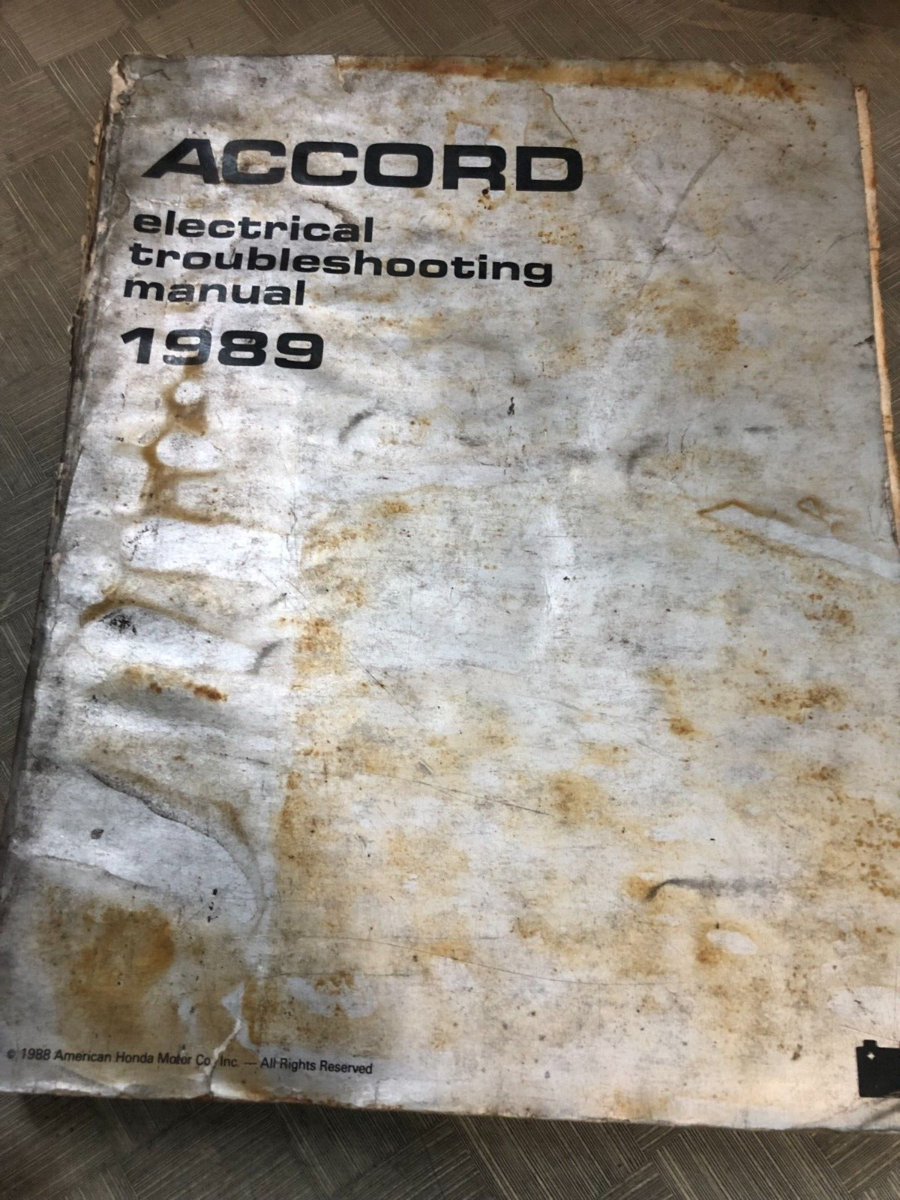 ACCORD
electrical
troubleshooting
manual
1989
© 1988 American Honda Motor Co., Inc. — All Rights Reserved